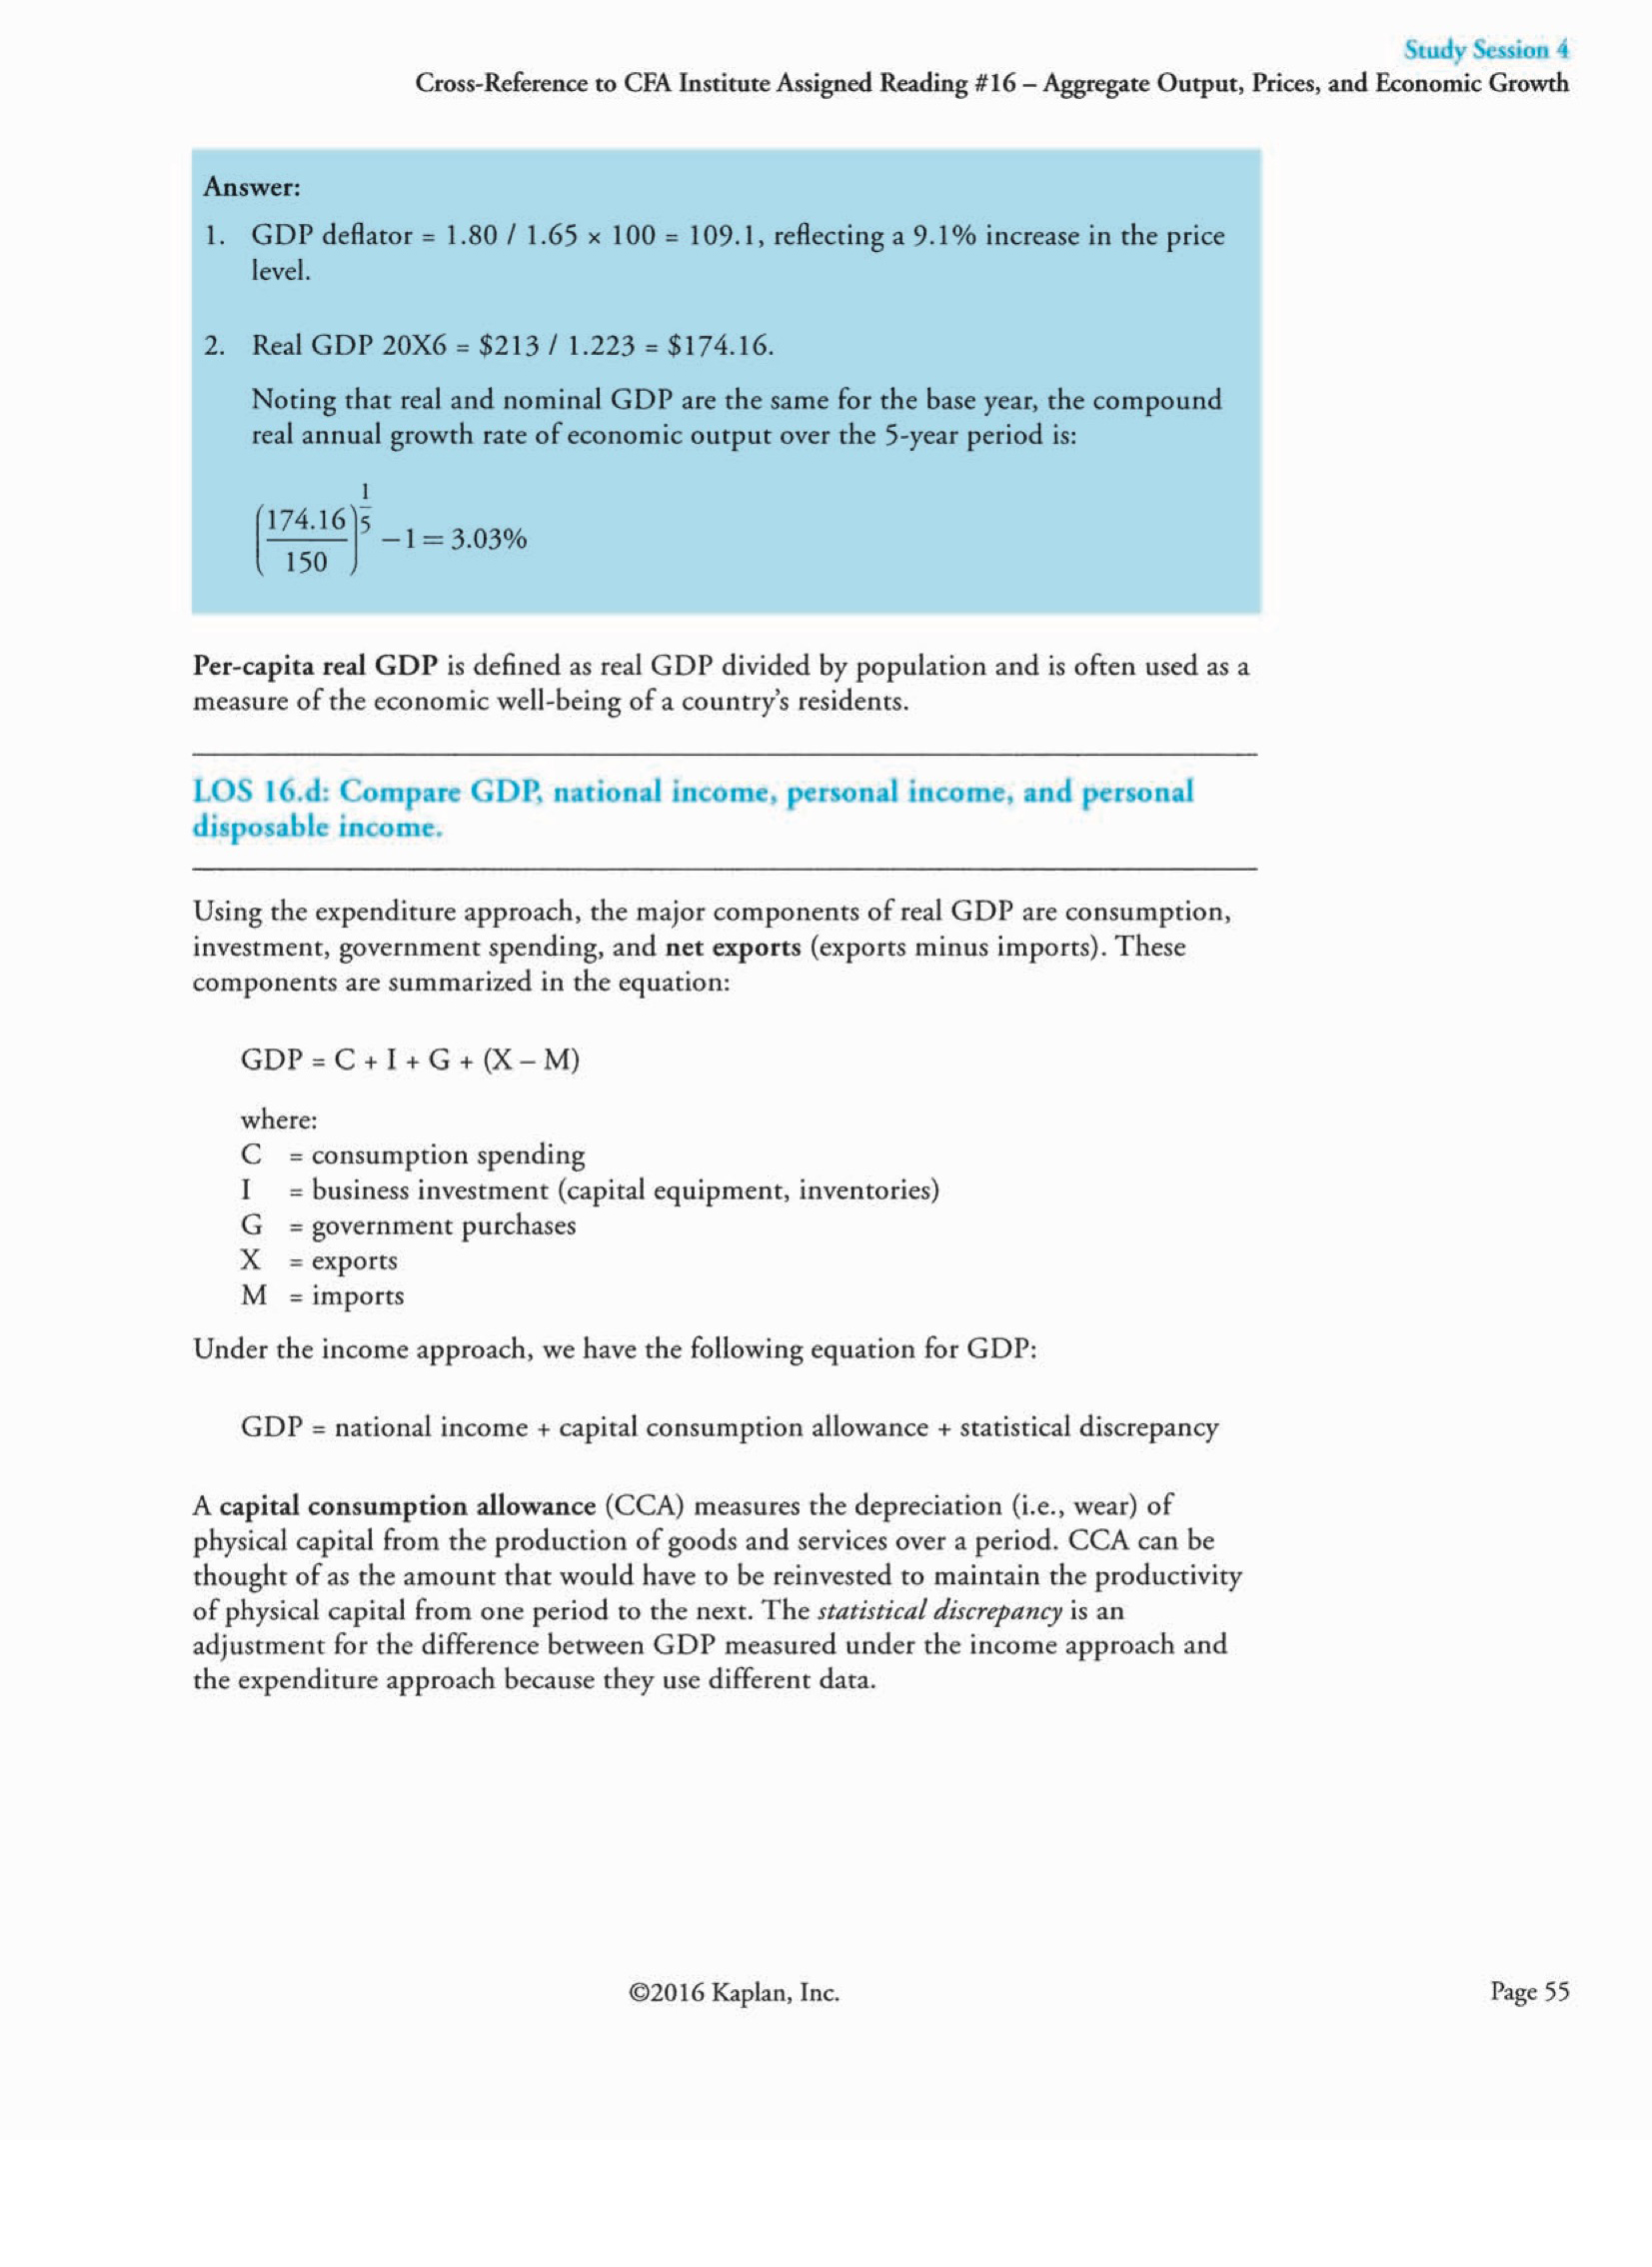 Study Session 4
Cross-Reference to CFA Institute Assigned Reading #16 – Aggregate Output, Prices, and Economic Growth
Answer:
1. GDP deflator = 1.80 / 1.65 × 100 = 109.1, reflecting a 9.1% increase in the price
level.
2. Real GDP 20X6 = $213 / 1.223 = $174.16.
Noting that real and nominal GDP are the same for the base year, the compound
real annual growth rate of economic output over the 5-year period is:
(174.16/150)^(1/5) – 1 = 3.03%
Per-capita real GDP is defined as real GDP divided by population and is often used as a
measure of the economic well-being of a country's residents.
LOS 16.d: Compare GDP, national income, personal income, and personal
disposable income.
Using the expenditure approach, the major components of real GDP are consumption,
investment, government spending, and net exports (exports minus imports). These
components are summarized in the equation:
GDP = C + I + G + (X – M)
where:
C = consumption spending
I = business investment (capital equipment, inventories)
G = government purchases
X = exports
M = imports
Under the income approach, we have the following equation for GDP:
GDP = national income + capital consumption allowance + statistical discrepancy
A capital consumption allowance (CCA) measures the depreciation (i.e., wear) of
physical capital from the production of goods and services over a period. CCA can be
thought of as the amount that would have to be reinvested to maintain the productivity
of physical capital from one period to the next. The statistical discrepancy is an
adjustment for the difference between GDP measured under the income approach and
the expenditure approach because they use different data.
©2016 Kaplan, Inc.
Page 55